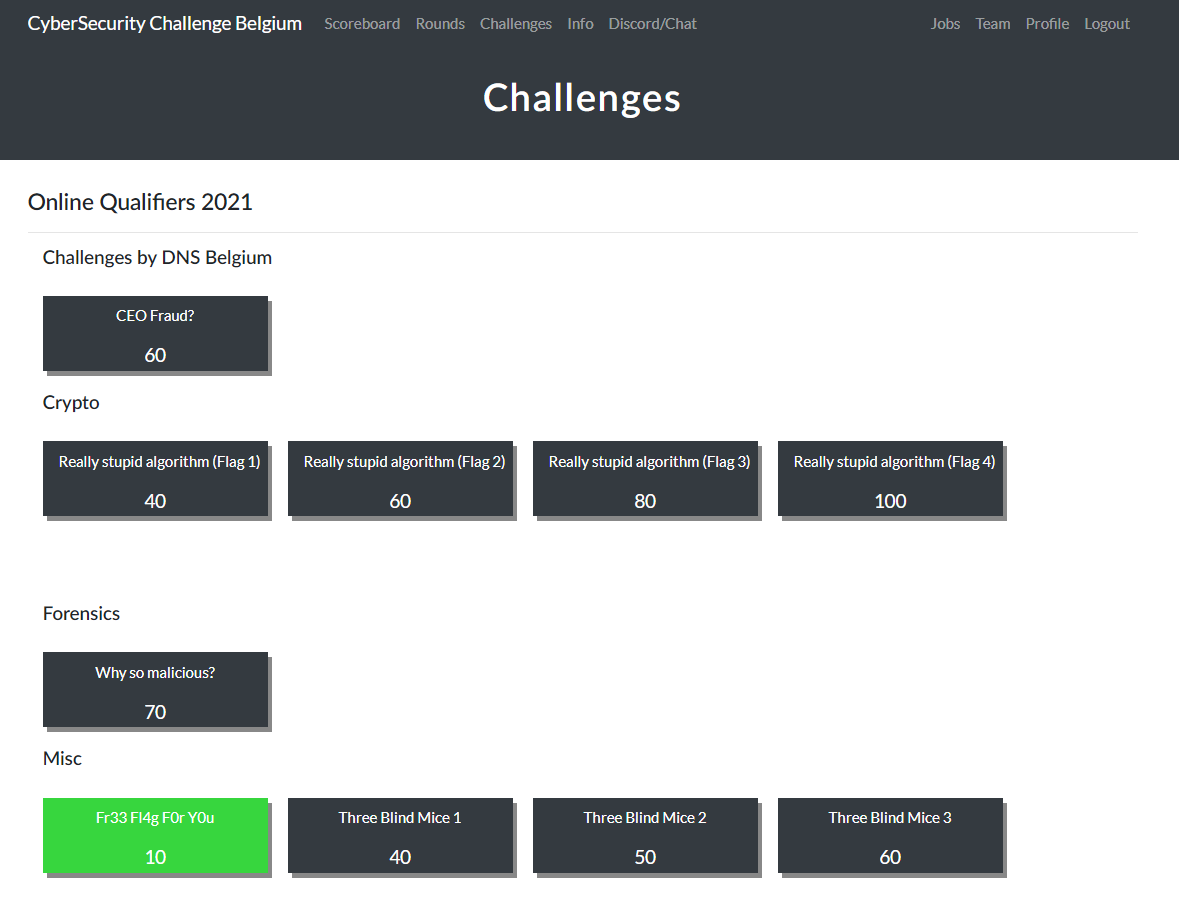 CyberSecurity Challenge Belgium Scoreboard Rounds Challenges Info Discord/Chat Jobs Team Profile Logout
Challenges
Online Qualifiers 2021
Challenges by DNS Belgium
CEO Fraud?
60
Crypto
Really stupid algorithm (Flag 1) Really stupid algorithm (Flag 2) Really stupid algorithm (Flag 3) Really stupid algorithm (Flag 4)
40 60 80 100
Forensics
Why so malicious?
70
Misc
Fr33 Fl4g F0r Y0u Three Blind Mice 1 Three Blind Mice 2 Three Blind Mice 3
10 40 50 60